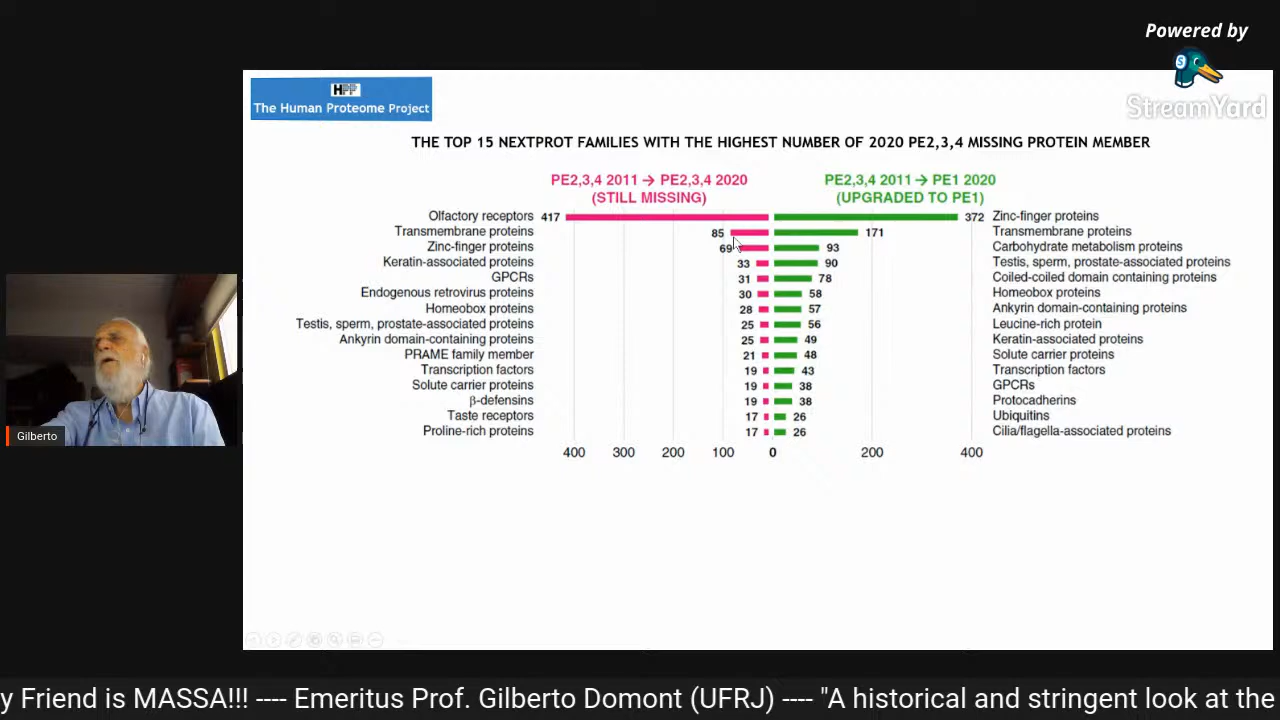 Powered by
S
StreamYard
HPP
The Human Proteome Project
THE TOP 15 NEXTPROT FAMILIES WITH THE HIGHEST NUMBER OF 2020 PE2,3,4 MISSING PROTEIN MEMBER
PE2,3,4 2011 → PE2,3,4 2020
(STILL MISSING)
PE2,3,4 2011 → PE1 2020
(UPGRADED TO PE1)
Olfactory receptors 417 372 Zinc-finger proteins
Transmembrane proteins 85 171 Transmembrane proteins
Zinc-finger proteins 69 93 Carbohydrate metabolism proteins
Keratin-associated proteins 33 90 Testis, sperm, prostate-associated proteins
GPCRs 31 78 Coiled-coiled domain containing proteins
Endogenous retrovirus proteins 30 58 Homeobox proteins
Homeobox proteins 28 57 Ankyrin domain-containing proteins
Testis, sperm, prostate-associated proteins 25 56 Leucine-rich protein
Ankyrin domain-containing proteins 25 49 Keratin-associated proteins
PRAME family member 21 48 Solute carrier proteins
Transcription factors 19 43 Transcription factors
Solute carrier proteins 19 38 GPCRs
β-defensins 19 38 Protocadherins
Taste receptors 17 26 Ubiquitins
Proline-rich proteins 17 26 Cilia/flagella-associated proteins
400 300 200 100 0 200 400
Gilberto
y Friend is MASSA!!! ---- Emeritus Prof. Gilberto Domont (UFRJ) ---- "A historical and stringent look at the